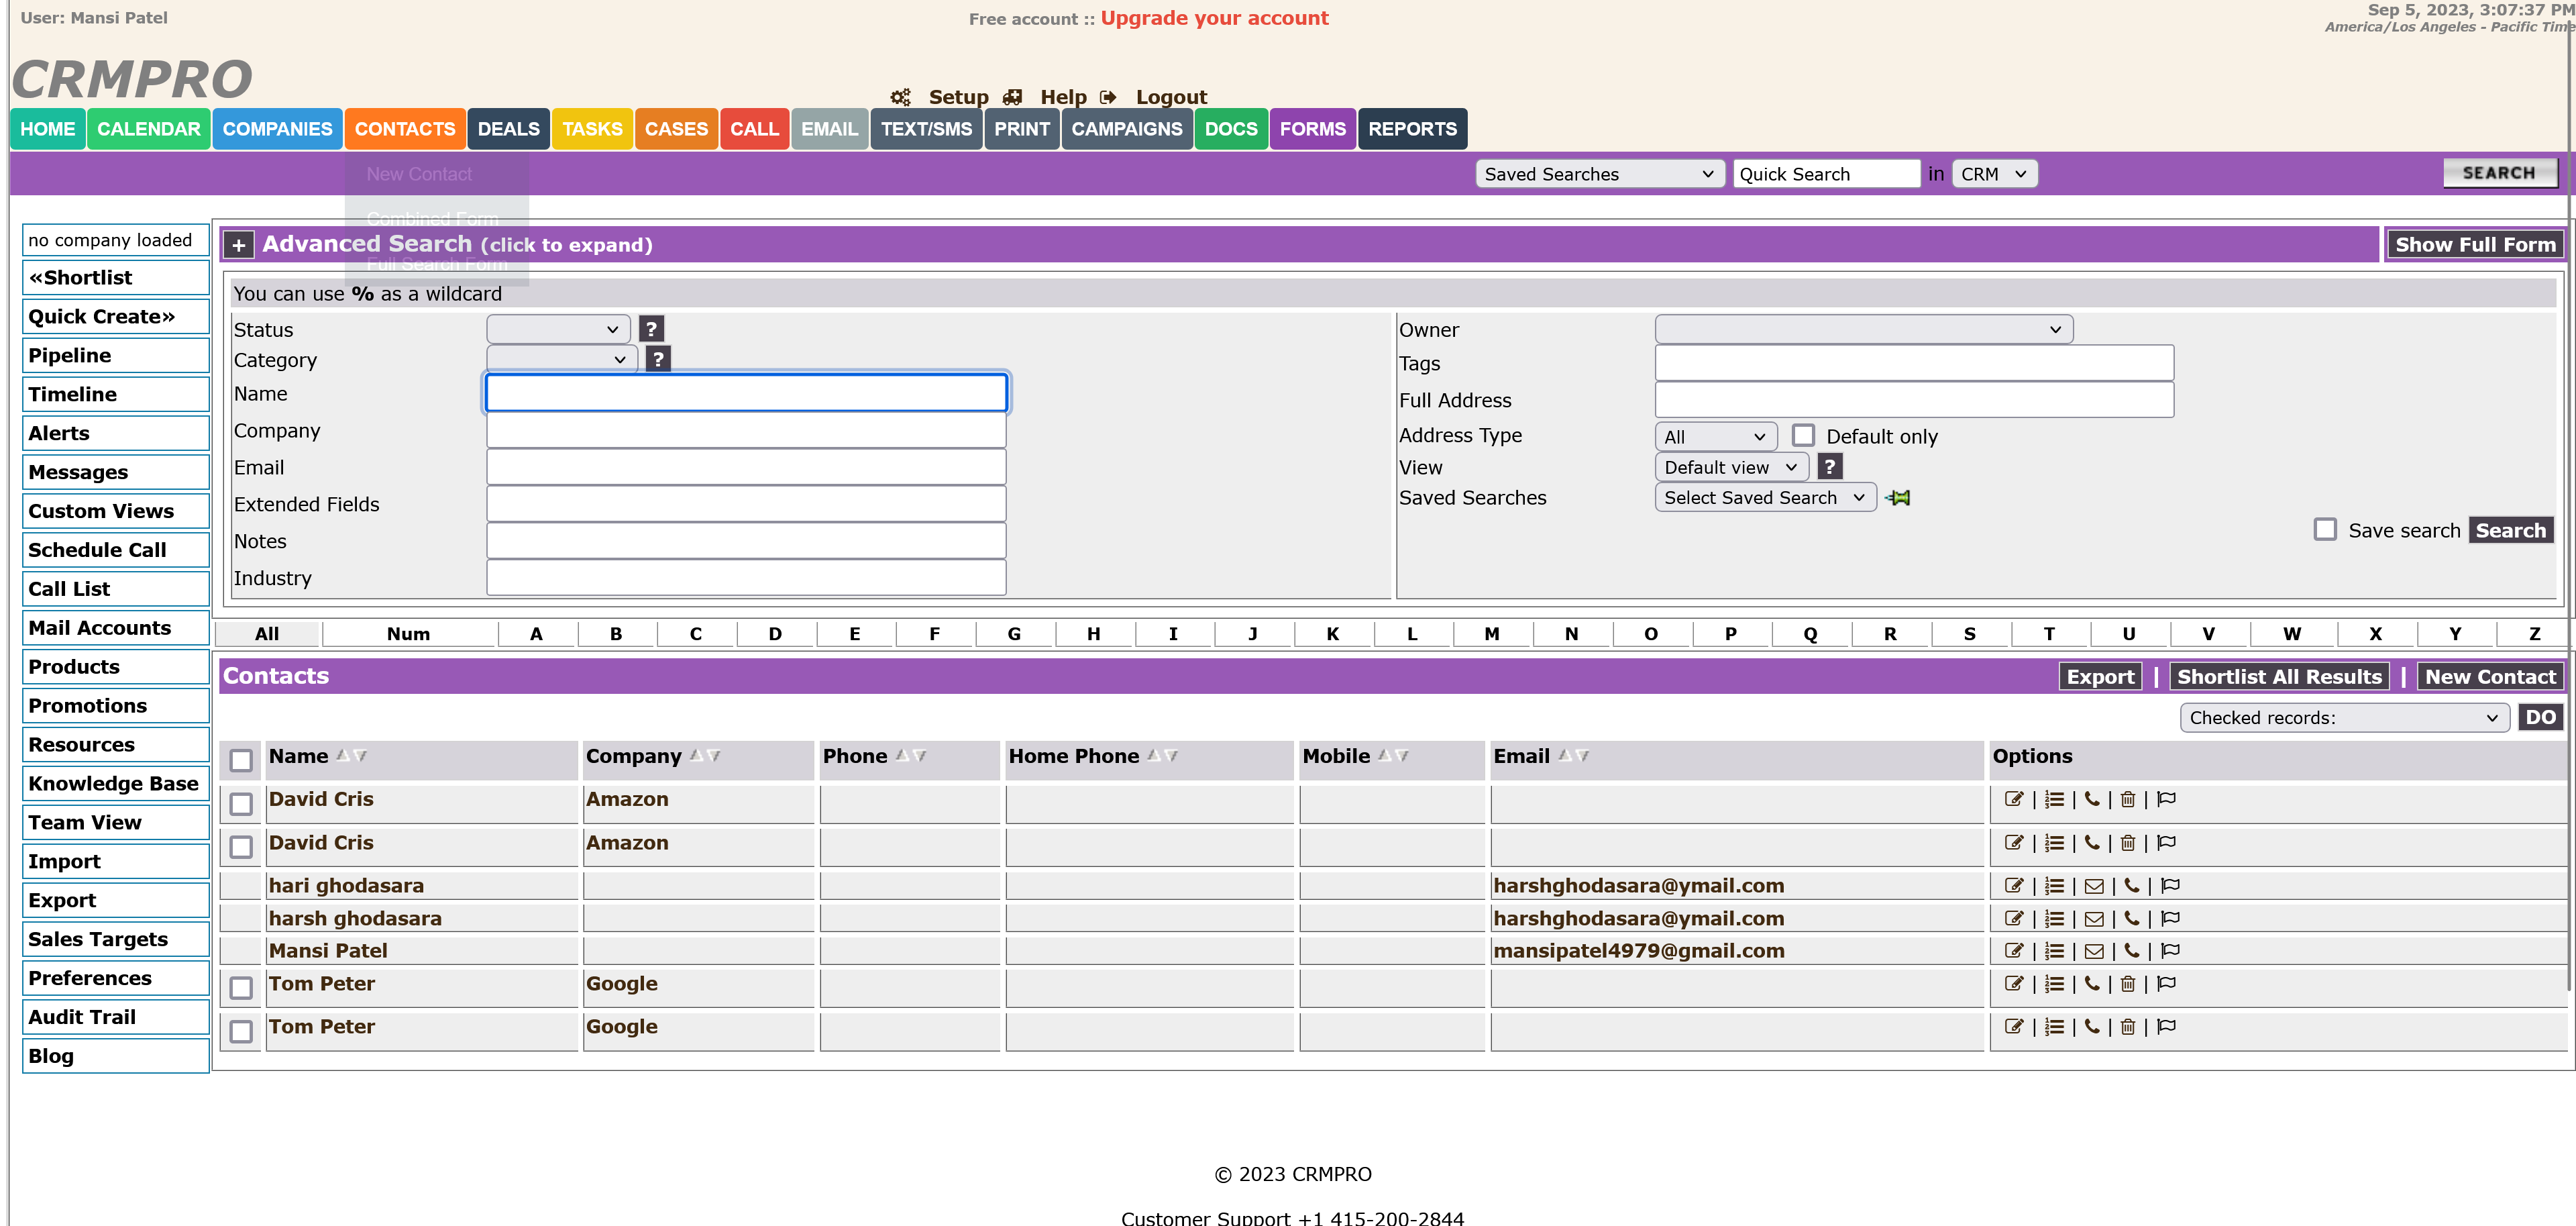 User: Mansi Patel
Free account :: Upgrade your account
Sep 5, 2023, 3:07:37 PM
America/Los Angeles - Pacific Time
CRMPRO
Setup Help Logout
HOME CALENDAR COMPANIES CONTACTS DEALS TASKS CASES CALL EMAIL TEXT/SMS PRINT CAMPAIGNS DOCS FORMS REPORTS
New Contact
Combined Form
Full Search Form
Saved Searches Quick Search in CRM SEARCH
no company loaded
«Shortlist
Quick Create»
Pipeline
Timeline
Alerts
Messages
Custom Views
Schedule Call
Call List
Mail Accounts
Products
Promotions
Resources
Knowledge Base
Team View
Import
Export
Sales Targets
Preferences
Audit Trail
Blog
+ Advanced Search (click to expand) Show Full Form
You can use % as a wildcard
Status ?
Category ?
Name
Company
Email
Extended Fields
Notes
Industry
Owner
Tags
Full Address
Address Type All Default only
View Default view ?
Saved Searches Select Saved Search
Save search Search
All Num A B C D E F G H I J K L M N O P Q R S T U V W X Y Z
Contacts Export | Shortlist All Results | New Contact
Checked records: DO
Name Company Phone Home Phone Mobile Email Options
David Cris Amazon | | | |
David Cris Amazon | | | |
hari ghodasara harshghodasara@ymail.com | | | |
harsh ghodasara harshghodasara@ymail.com | | | |
Mansi Patel mansipatel4979@gmail.com | | | |
Tom Peter Google | | | |
Tom Peter Google | | | |
© 2023 CRMPRO
Customer Support +1 415-200-2844